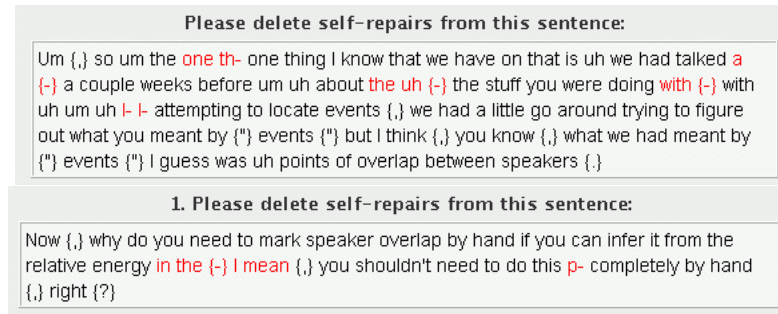 Please delete self-repairs from this sentence:
Um {,} so um the one th- one thing I know that we have on that is uh we had talked a
{-} a couple weeks before um uh about the uh {-} the stuff you were doing with {-} with
uh um uh l- l- attempting to locate events {,} we had a little go around trying to figure
out what you meant by {"} events {"} but I think {,} you know {,} what we had meant by
{"} events {"} I guess was uh points of overlap between speakers {.}
1. Please delete self-repairs from this sentence:
Now {,} why do you need to mark speaker overlap by hand if you can infer it from the
relative energy in the {-} I mean {,} you shouldn't need to do this p- completely by hand
{,} right {?}